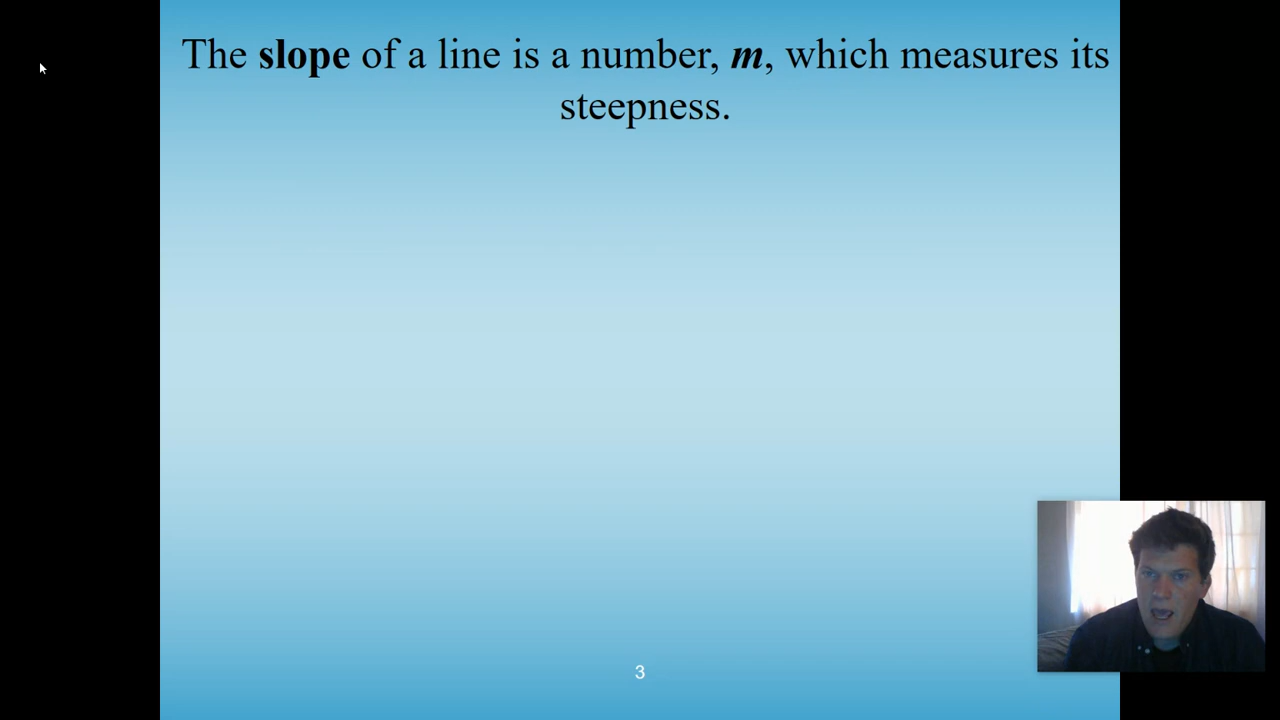 The slope of a line is a number, m, which measures its
steepness.
3